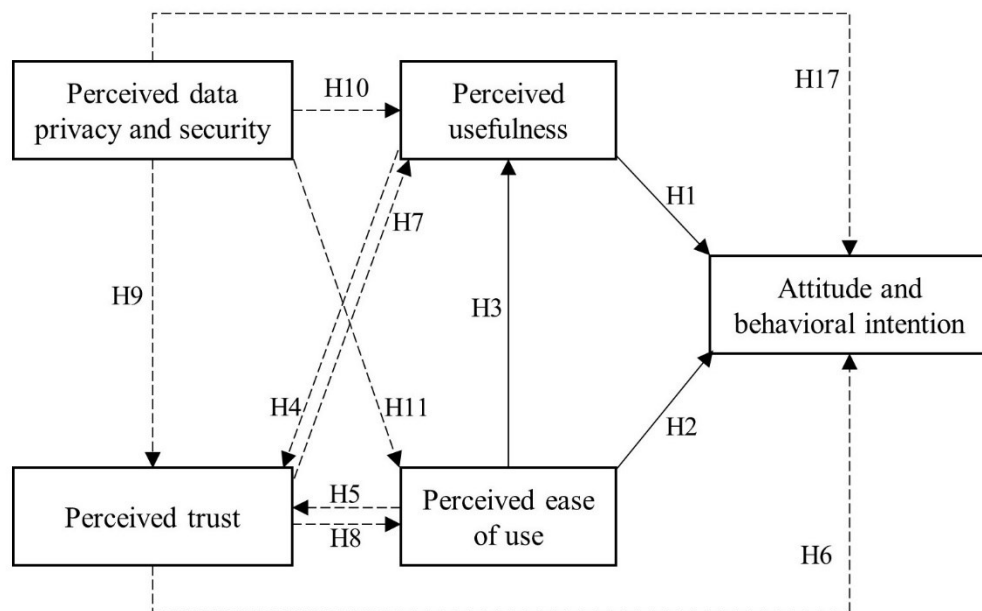 H17
H10
Perceived data
privacy and security
Perceived
usefulness
H1
H7
H9
H3
Attitude and
behavioral intention
H4
H11
H2
H5
H8
Perceived trust
Perceived ease
of use
H6